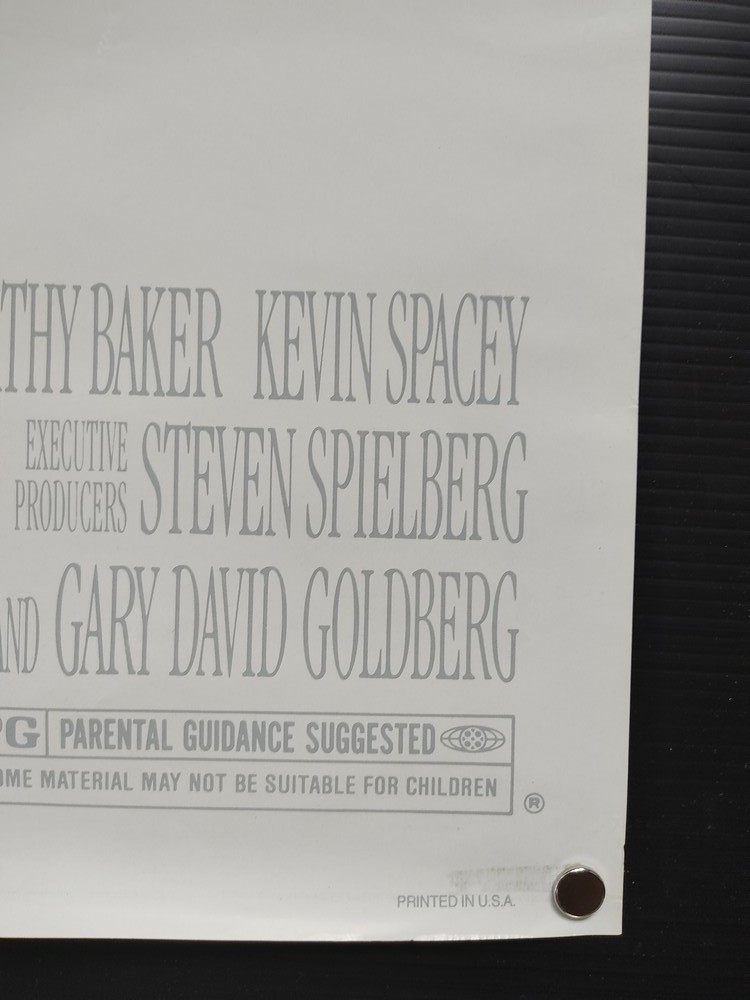 THY BAKER KEVIN SPACEY
EXECUTIVE
PRODUCERS STEVEN SPIELBERG
AND GARY DAVID GOLDBERG
PG PARENTAL GUIDANCE SUGGESTED
OME MATERIAL MAY NOT BE SUITABLE FOR CHILDREN
®
PRINTED IN U.S.A.